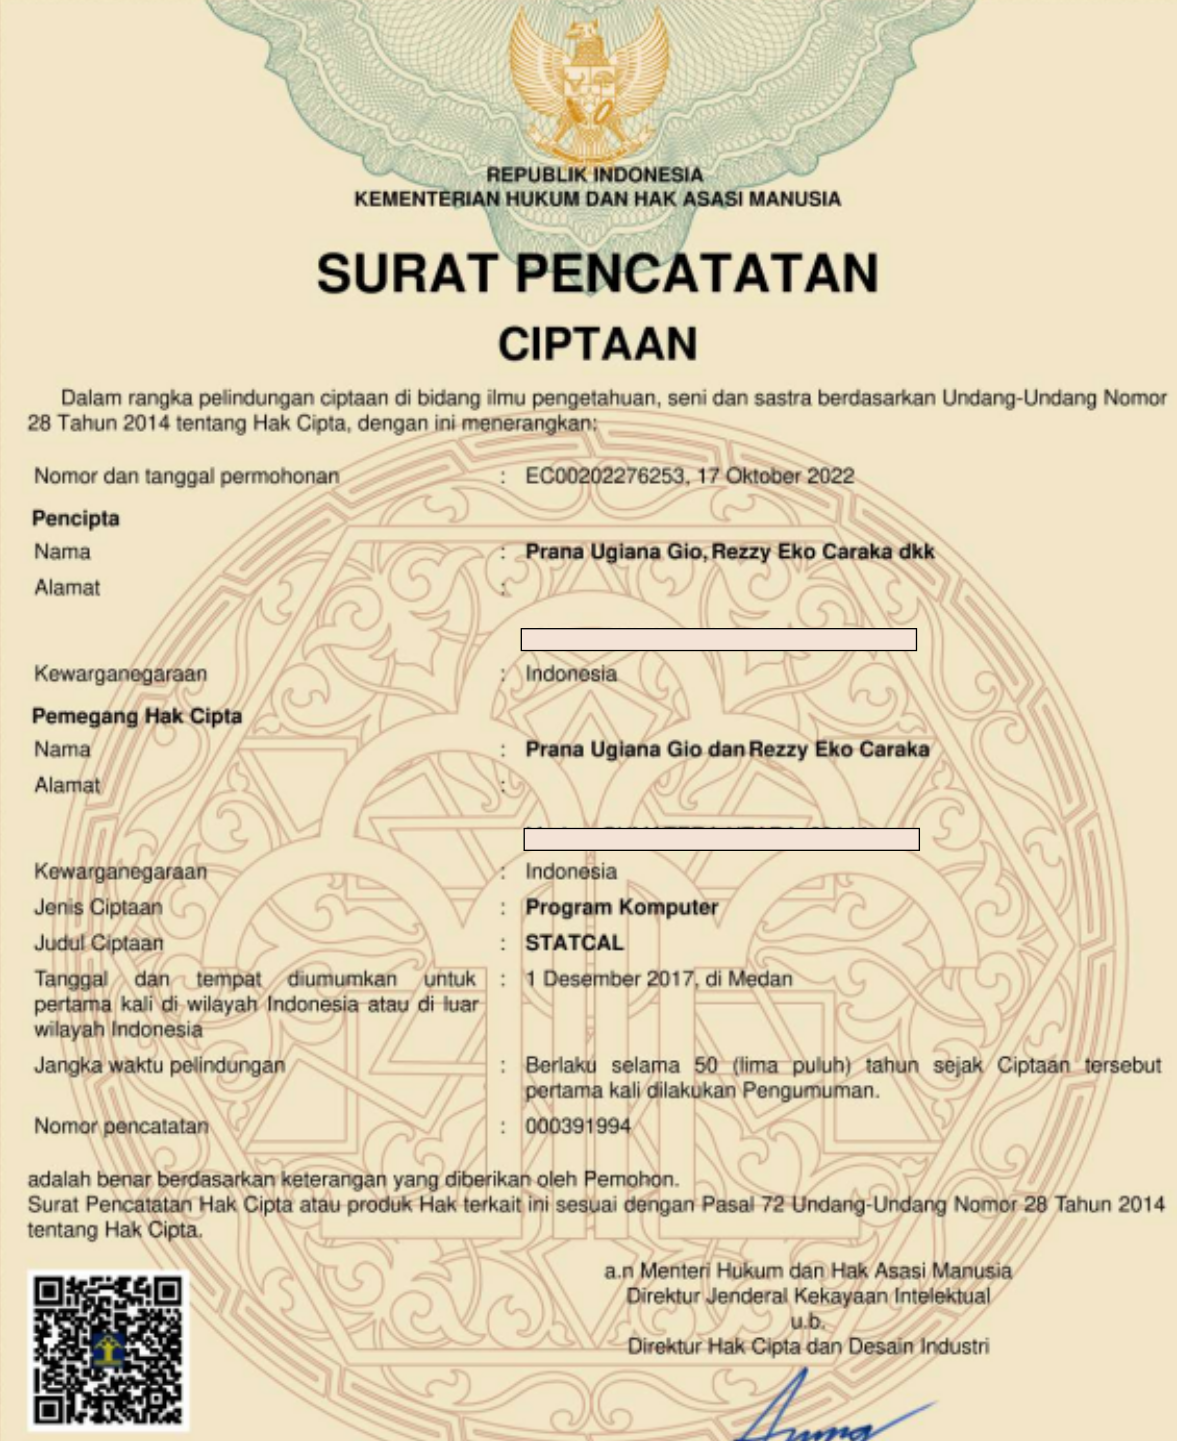 REPUBLIK INDONESIA
KEMENTERIAN HUKUM DAN HAK ASASI MANUSIA
SURAT PENCATATAN
CIPTAAN
Dalam rangka pelindungan ciptaan di bidang ilmu pengetahuan, seni dan sastra berdasarkan Undang-Undang Nomor
28 Tahun 2014 tentang Hak Cipta, dengan ini menerangkan:
Nomor dan tanggal permohonan : EC00202276253, 17 Oktober 2022
Pencipta
Nama : Prana Ugiana Gio, Rezzy Eko Caraka dkk
Alamat :
Kewarganegaraan : Indonesia
Pemegang Hak Cipta
Nama : Prana Ugiana Gio dan Rezzy Eko Caraka
Alamat :
Kewarganegaraan : Indonesia
Jenis Ciptaan : Program Komputer
Judul Ciptaan : STATCAL
Tanggal dan tempat diumumkan untuk : 1 Desember 2017, di Medan
pertama kali di wilayah Indonesia atau di luar
wilayah Indonesia
Jangka waktu pelindungan : Berlaku selama 50 (lima puluh) tahun sejak Ciptaan tersebut
pertama kali dilakukan Pengumuman.
Nomor pencatatan : 000391994
adalah benar berdasarkan keterangan yang diberikan oleh Pemohon.
Surat Pencatatan Hak Cipta atau produk Hak terkait ini sesuai dengan Pasal 72 Undang-Undang Nomor 28 Tahun 2014
tentang Hak Cipta.
a.n Menteri Hukum dan Hak Asasi Manusia
Direktur Jenderal Kekayaan Intelektual
u.b.
Direktur Hak Cipta dan Desain Industri